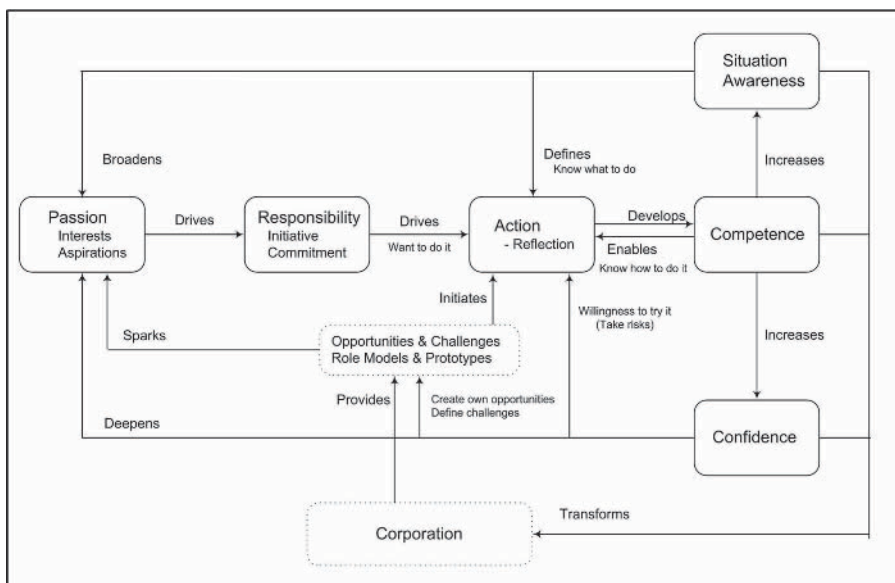 Situation
Awareness
Broadens
Defines
Know what to do
Increases
Passion
Interests
Aspirations
Drives
Responsibility
Initiative
Commitment
Drives
Want to do it
Action
- Reflection
Develops
Enables
Know how to do it
Competence
Initiates
Willingness to try it
(Take risks)
Sparks
Opportunities & Challenges
Role Models & Prototypes
Increases
Provides
Create own opportunities
Define challenges
Deepens
Confidence
Corporation
Transforms